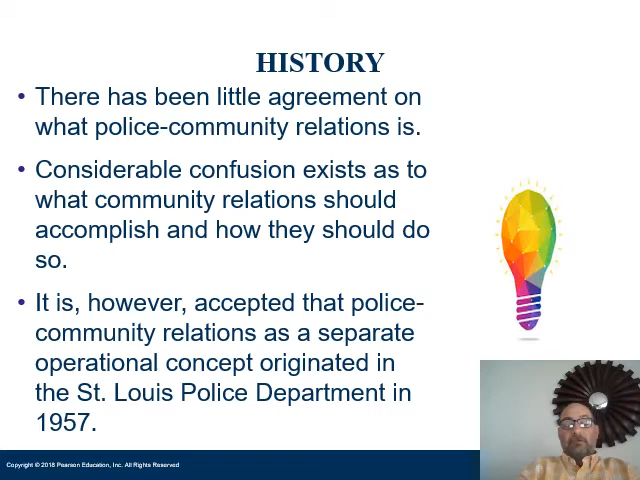 HISTORY
• There has been little agreement on
what police-community relations is.
• Considerable confusion exists as to
what community relations should
accomplish and how they should do
so.
• It is, however, accepted that police-
community relations as a separate
operational concept originated in
the St. Louis Police Department in
1957.
Copyright © 2018 Pearson Education, Inc. All Rights Reserved